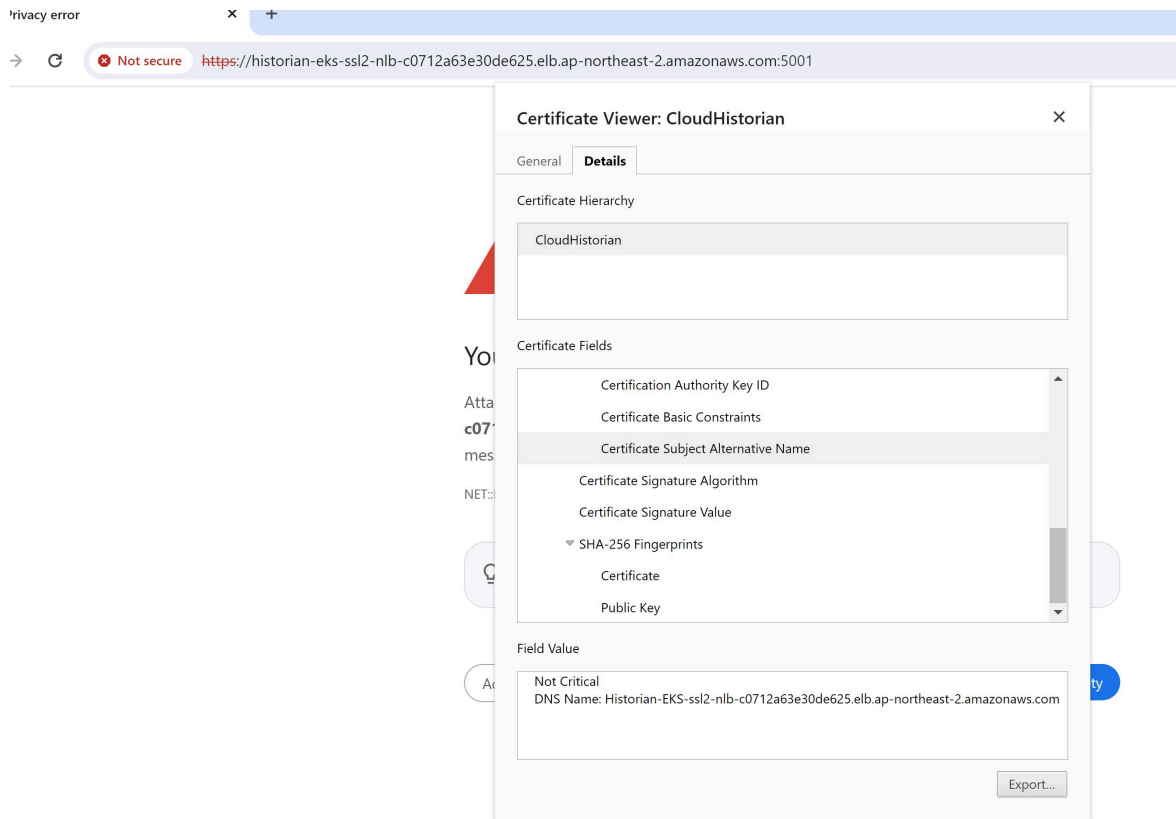 Privacy error
Not secure https://historian-eks-ssl2-nlb-c0712a63e30de625.elb.ap-northeast-2.amazonaws.com:5001
Certificate Viewer: CloudHistorian
General Details
Certificate Hierarchy
CloudHistorian
Certificate Fields
Certification Authority Key ID
Certificate Basic Constraints
Certificate Subject Alternative Name
Certificate Signature Algorithm
Certificate Signature Value
SHA-256 Fingerprints
Certificate
Public Key
Field Value
Not Critical
DNS Name: Historian-EKS-ssl2-nlb-c0712a63e30de625.elb.ap-northeast-2.amazonaws.com
Export...
You
Atta
c071
mes
NET::
Ad
ty